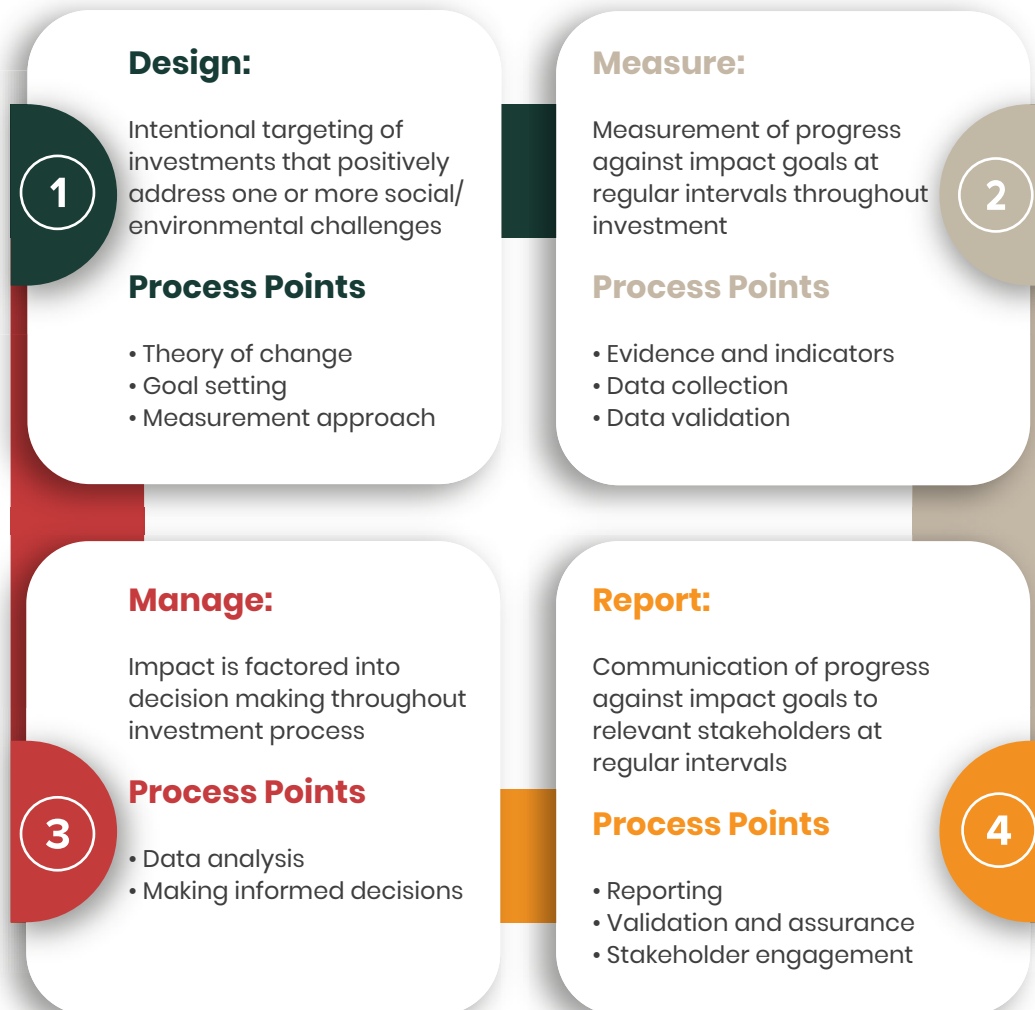 1
Design:
Intentional targeting of
investments that positively
address one or more social/
environmental challenges
Process Points
• Theory of change
• Goal setting
• Measurement approach
2
Measure:
Measurement of progress
against impact goals at
regular intervals throughout
investment
Process Points
• Evidence and indicators
• Data collection
• Data validation
3
Manage:
Impact is factored into
decision making throughout
investment process
Process Points
• Data analysis
• Making informed decisions
4
Report:
Communication of progress
against impact goals to
relevant stakeholders at
regular intervals
Process Points
• Reporting
• Validation and assurance
• Stakeholder engagement